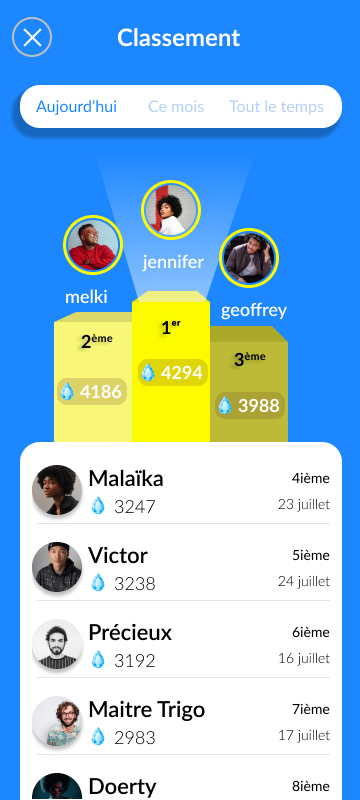 Classement
Aujourd'hui Ce mois Tout le temps
jennifer
melki
geoffrey
1er
2ème
3ème
4294
4186
3988
Malaïka 4ième
3247 23 juillet
Victor 5ième
3238 24 juillet
Précieux 6ième
3192 16 juillet
Maitre Trigo 7ième
2983 17 juillet
Doerty 8ième